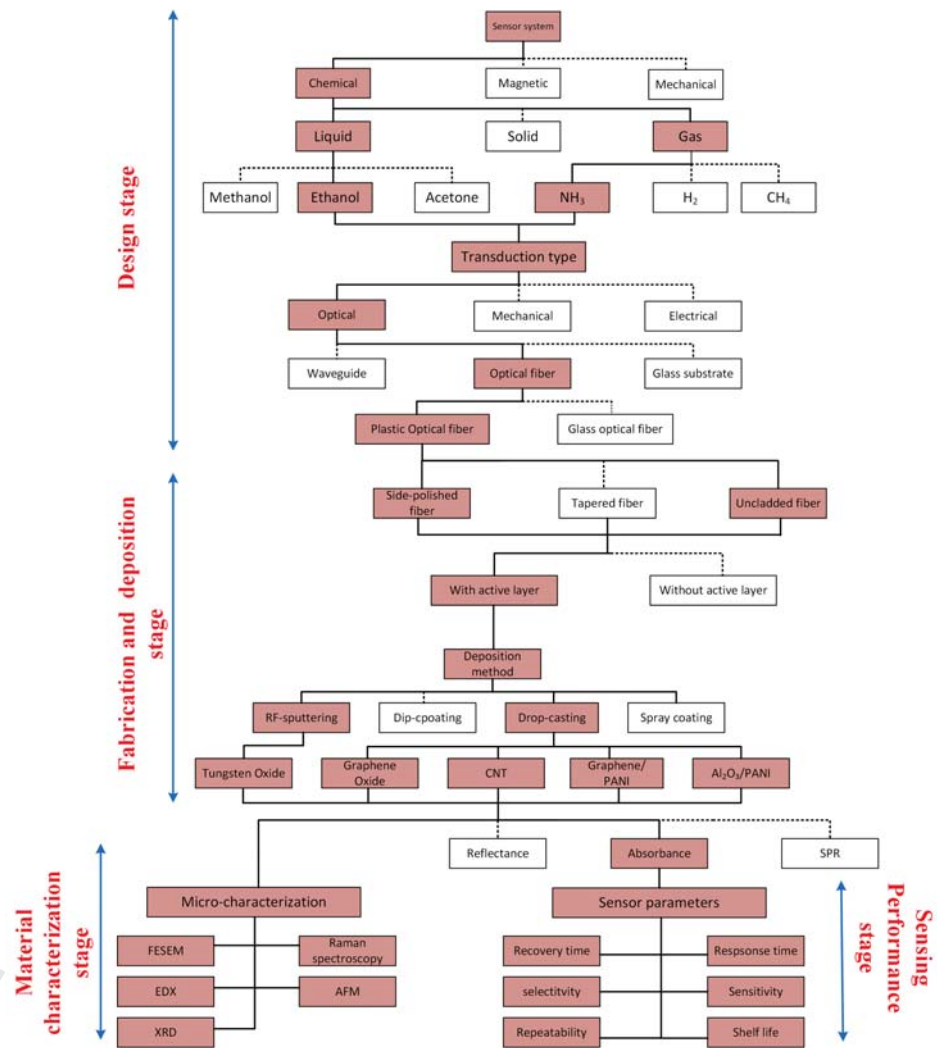 Sensor system
Chemical
Magnetic
Mechanical
Liquid
Solid
Gas
Methanol
Ethanol
Acetone
NH₃
H₂
CH₄
Transduction type
Optical
Mechanical
Electrical
Waveguide
Optical fiber
Glass substrate
Plastic Optical fiber
Glass optical fiber
Design stage
Side-polished
fiber
Tapered fiber
Uncladded fiber
With active layer
Without active layer
Deposition
method
RF-sputtering
Dip-cpoating
Drop-casting
Spray coating
Tungsten Oxide
Graphene
Oxide
CNT
Graphene/
PANI
Al₂O₃/PANI
Fabrication and deposition
stage
Reflectance
Absorbance
SPR
Micro-characterization
Sensor parameters
FESEM
Raman
spectroscopy
EDX
AFM
XRD
Recovery time
Respsonse time
selectitvity
Sensitivity
Repeatability
Shelf life
Material
characterization
stage
Sensing
Performance
stage